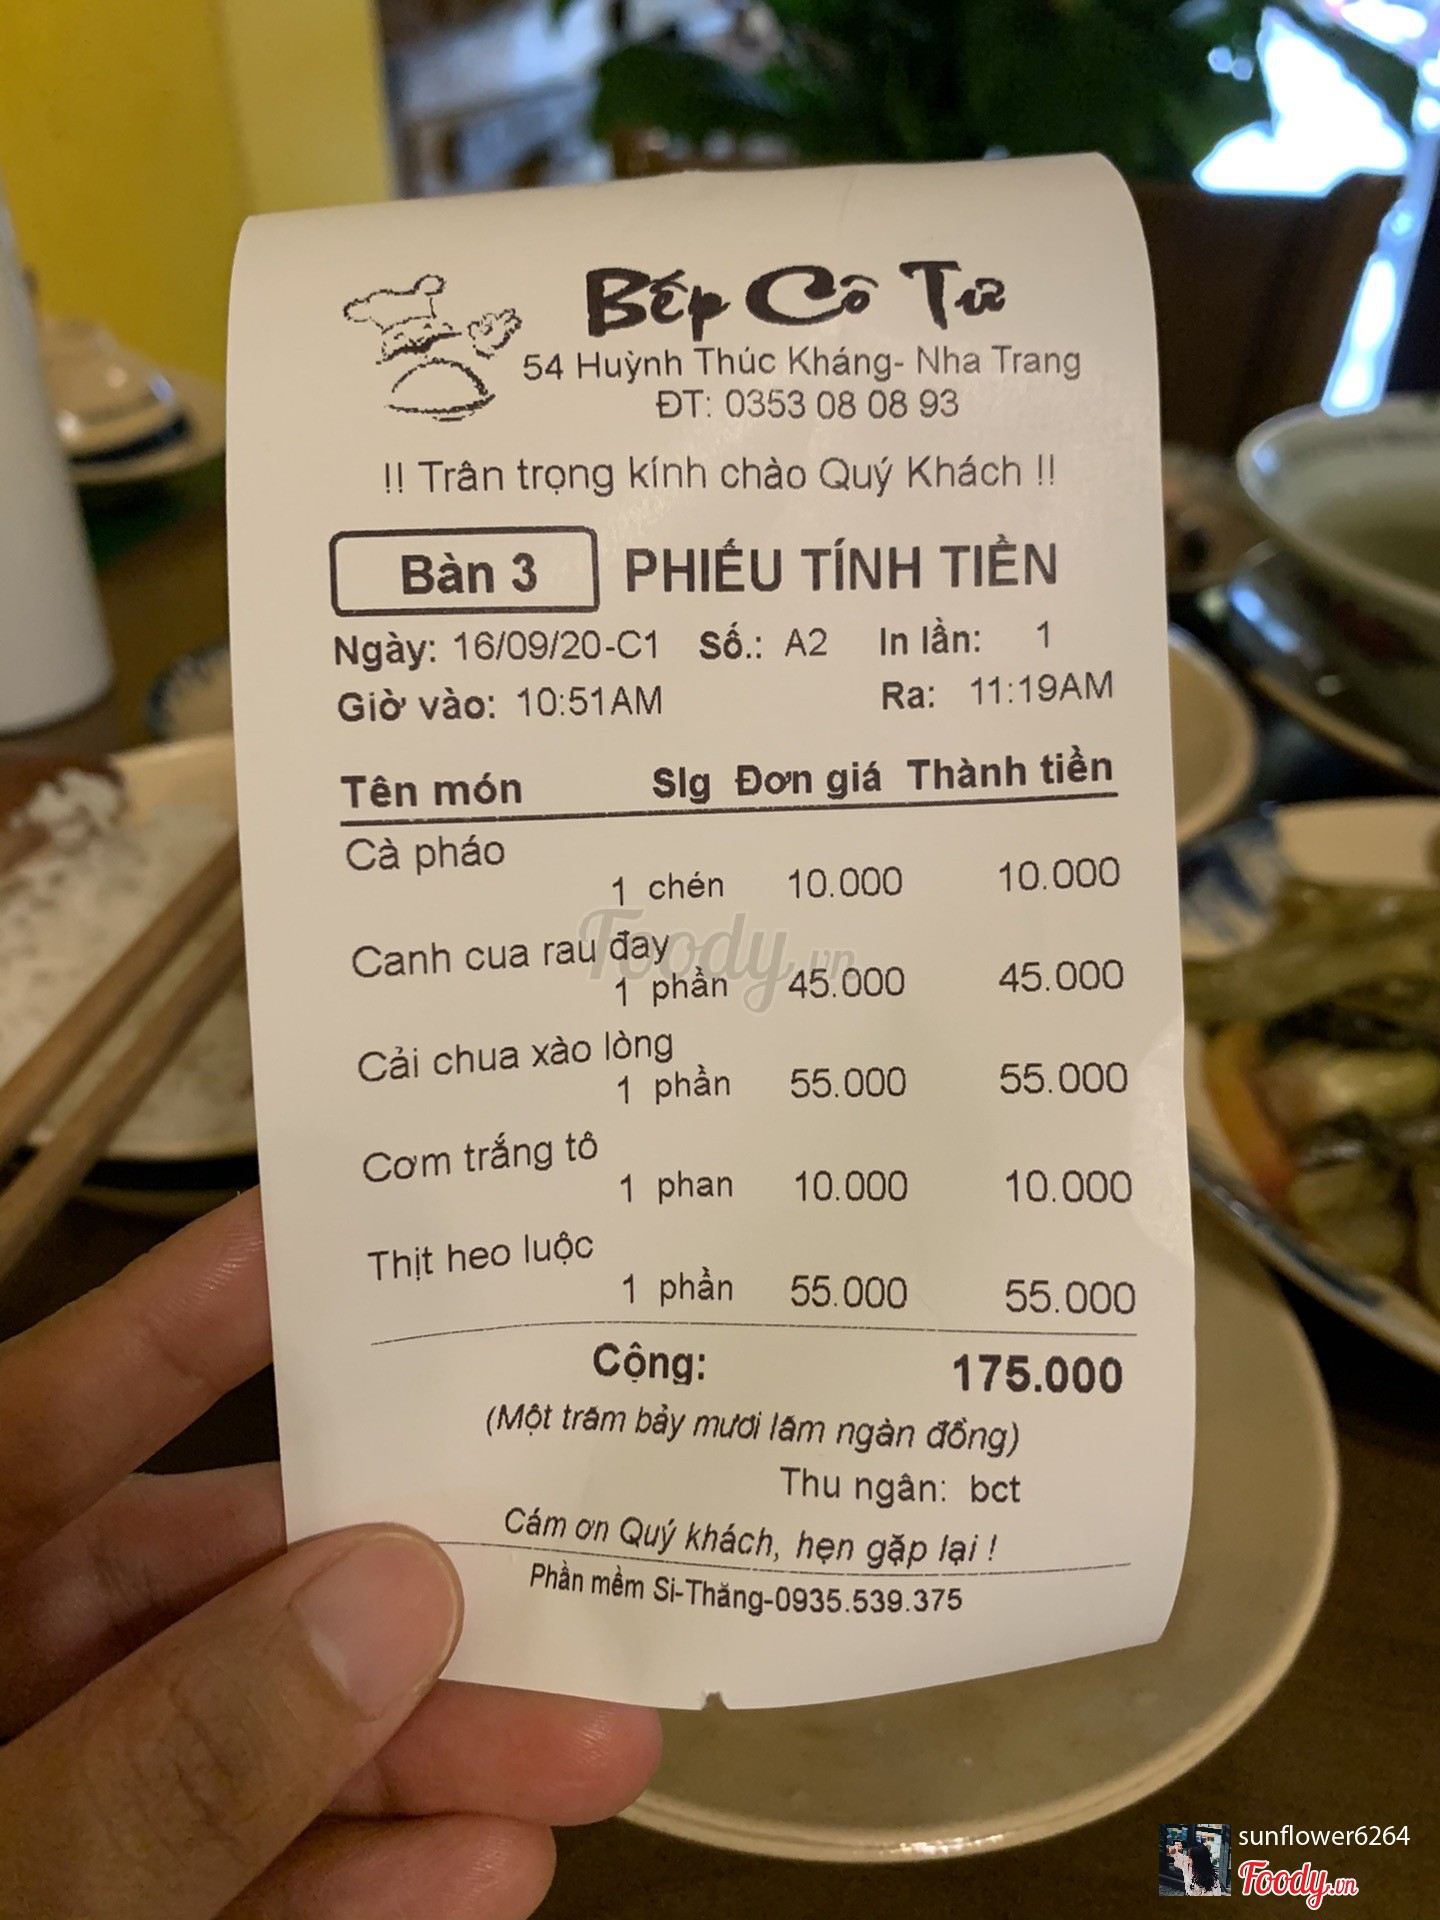 Bếp Cô Tư
54 Huỳnh Thúc Kháng- Nha Trang
ĐT: 0353 08 08 93
!! Trân trọng kính chào Quý Khách !!
Bàn 3 PHIẾU TÍNH TIỀN
Ngày: 16/09/20-C1 Số.: A2 In lần: 1
Giờ vào: 10:51AM Ra: 11:19AM
Tên món Slg Đơn giá Thành tiền
Cà pháo
1 chén 10.000 10.000
Canh cua rau đay
1 phần 45.000 45.000
Cải chua xào lòng
1 phần 55.000 55.000
Cơm trắng tô
1 phan 10.000 10.000
Thịt heo luộc
1 phần 55.000 55.000
Cộng: 175.000
(Một trăm bảy mươi lăm ngàn đồng)
Thu ngân: bct
Cám ơn Quý khách, hẹn gặp lại !
Phần mềm Si-Thăng-0935.539.375
Foody.vn
sunflower6264
Foody.vn